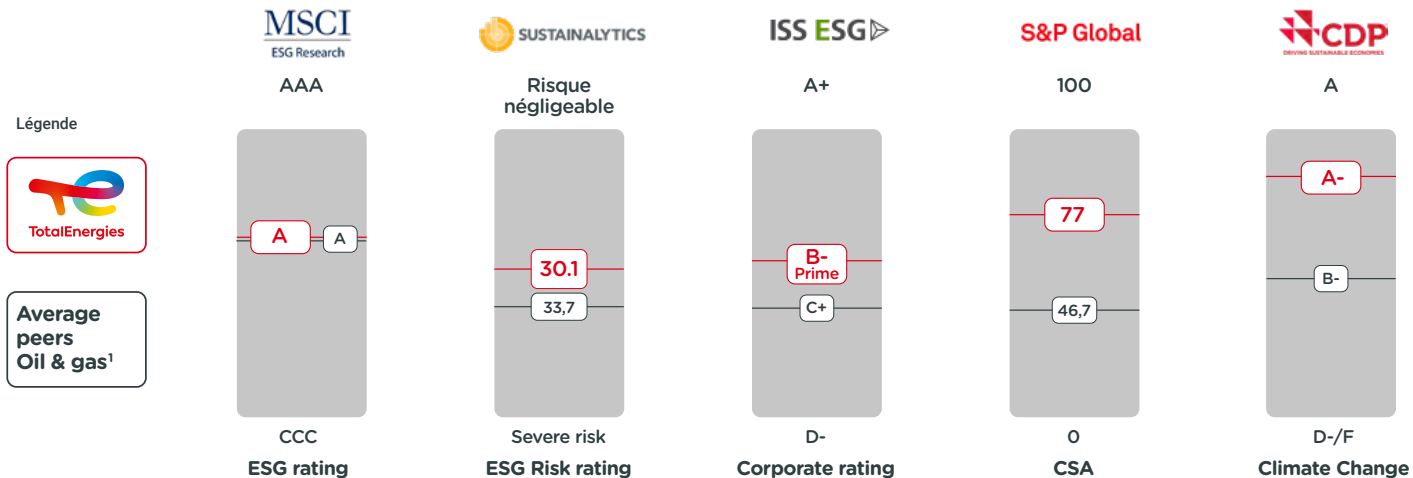 MSCI
ESG Research
SUSTAINALYTICS
ISS ESG
S&P Global
CDP
DRIVING SUSTAINABLE ECONOMIES
AAA
Risque
négligeable
A+
100
A
Légende
TotalEnergies
Average
peers
Oil & gas¹
A
A
30.1
33,7
B-
Prime
C+
77
46,7
A-
B-
CCC
Severe risk
D-
0
D-/F
ESG rating
ESG Risk rating
Corporate rating
CSA
Climate Change